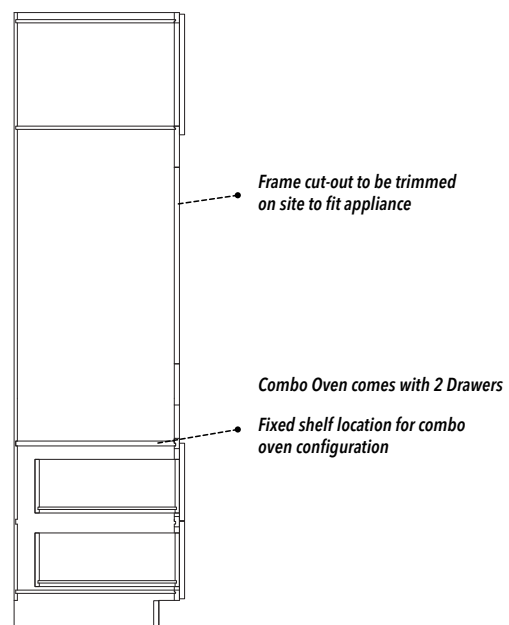 Frame cut-out to be trimmed
on site to fit appliance
Combo Oven comes with 2 Drawers
Fixed shelf location for combo
oven configuration